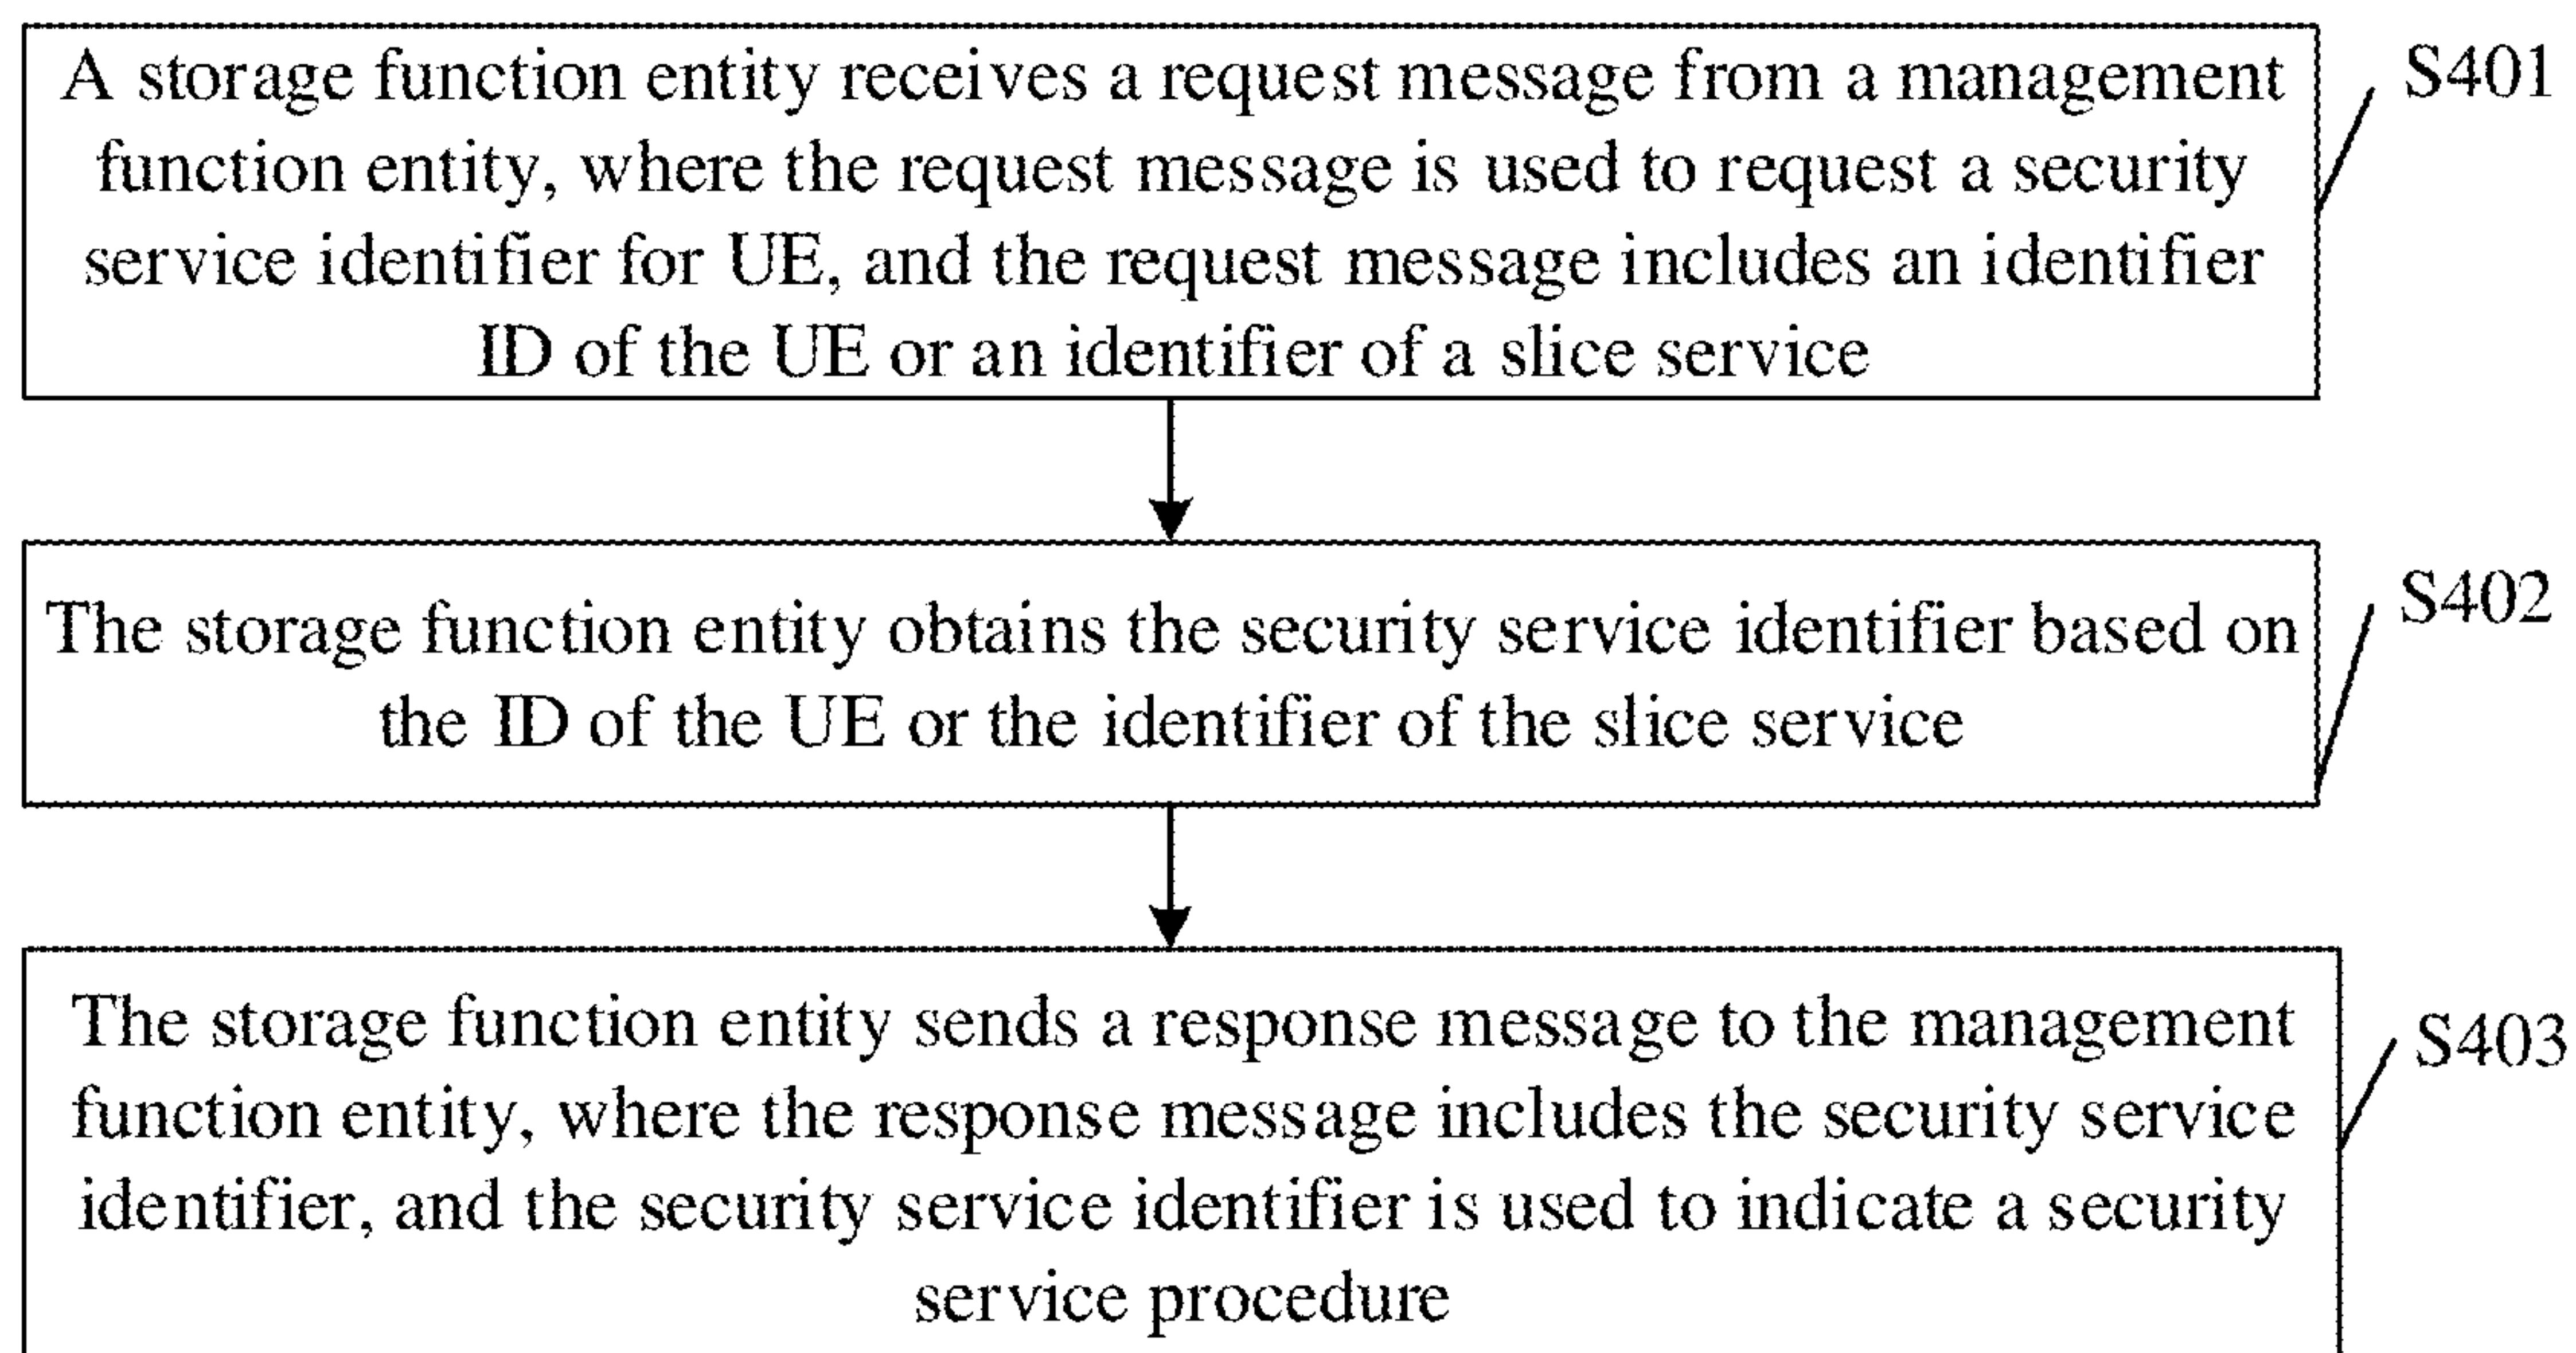 A storage function entity receives a request message from a management
function entity, where the request message is used to request a security
service identifier for UE, and the request message includes an identifier
ID of the UE or an identifier of a slice service
S401
The storage function entity obtains the security service identifier based on
the ID of the UE or the identifier of the slice service
S402
The storage function entity sends a response message to the management
function entity, where the response message includes the security service
identifier, and the security service identifier is used to indicate a security
service procedure
S403